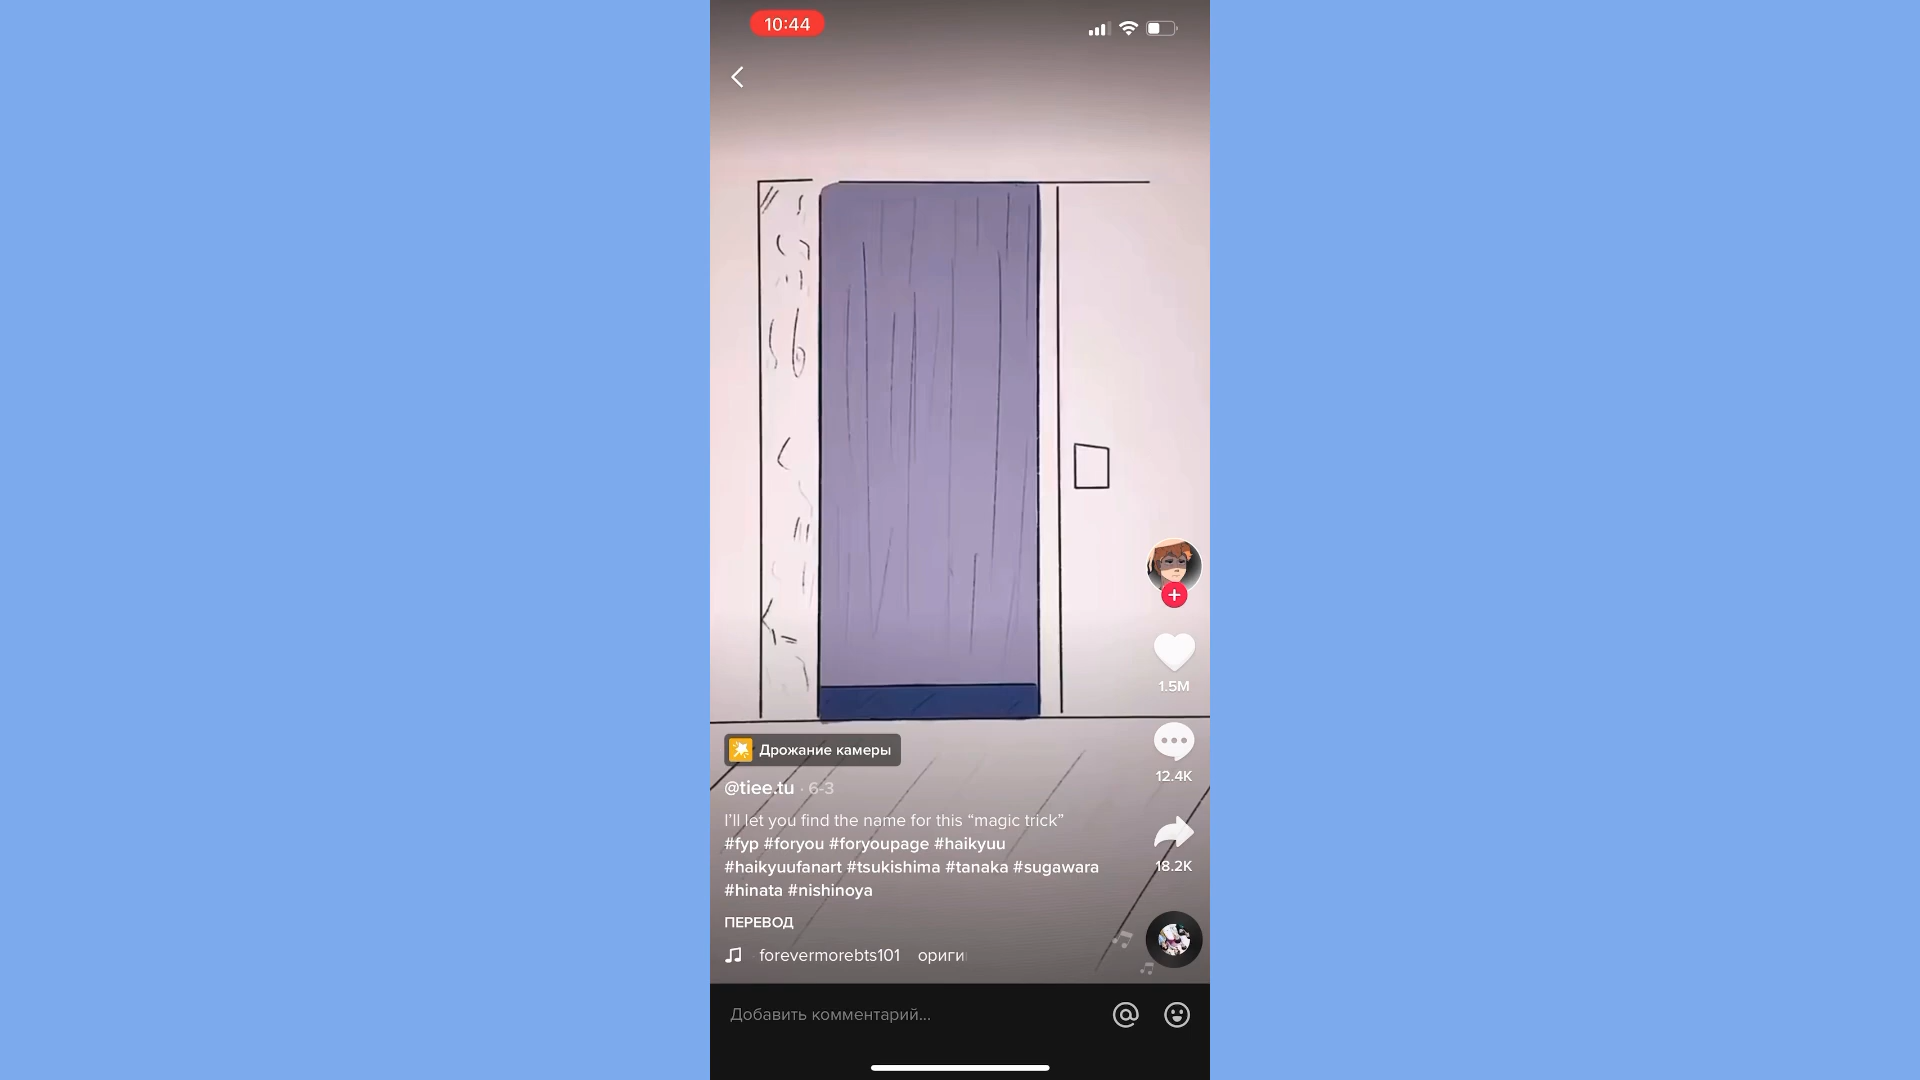 10:44
1.5M
12.4K
18.2K
Дрожание камеры
@tiee.tu · 6-3
I'll let you find the name for this “magic trick”
#fyp #foryou #foryoupage #haikyuu
#haikyuufanart #tsukishima #tanaka #sugawara
#hinata #nishinoya
ПЕРЕВОД
forevermorebts101 ориги
Добавить комментарий...